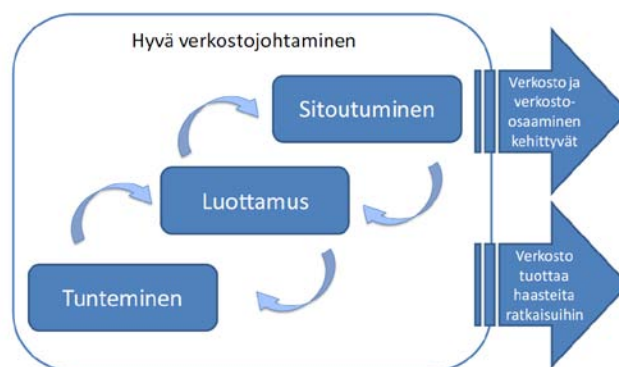 Hyvä verkostojohtaminen
Sitoutuminen
Luottamus
Tunteminen
Verkosto ja
verkosto-
osaaminen
kehittyvät
Verkosto
tuottaa
haasteita
ratkaisuihin